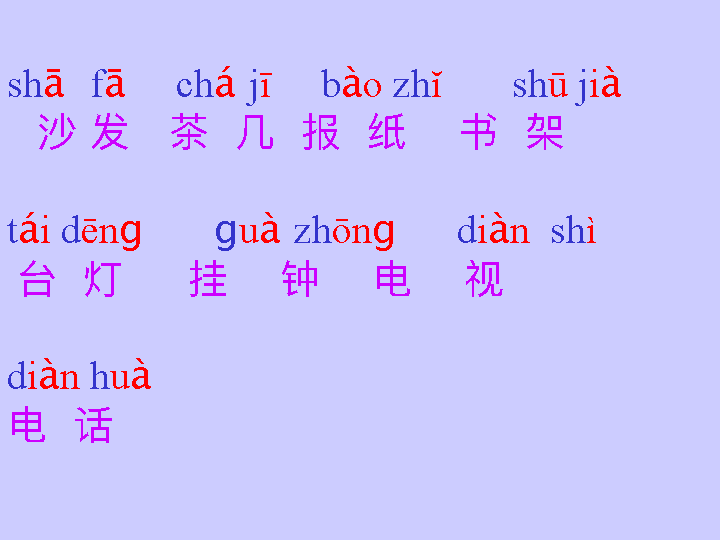 shā fā chá jī bào zhǐ shū jià
沙 发 茶 几 报 纸 书 架
tái dēng guà zhōng diàn shì
台 灯 挂 钟 电 视
diàn huà
电 话